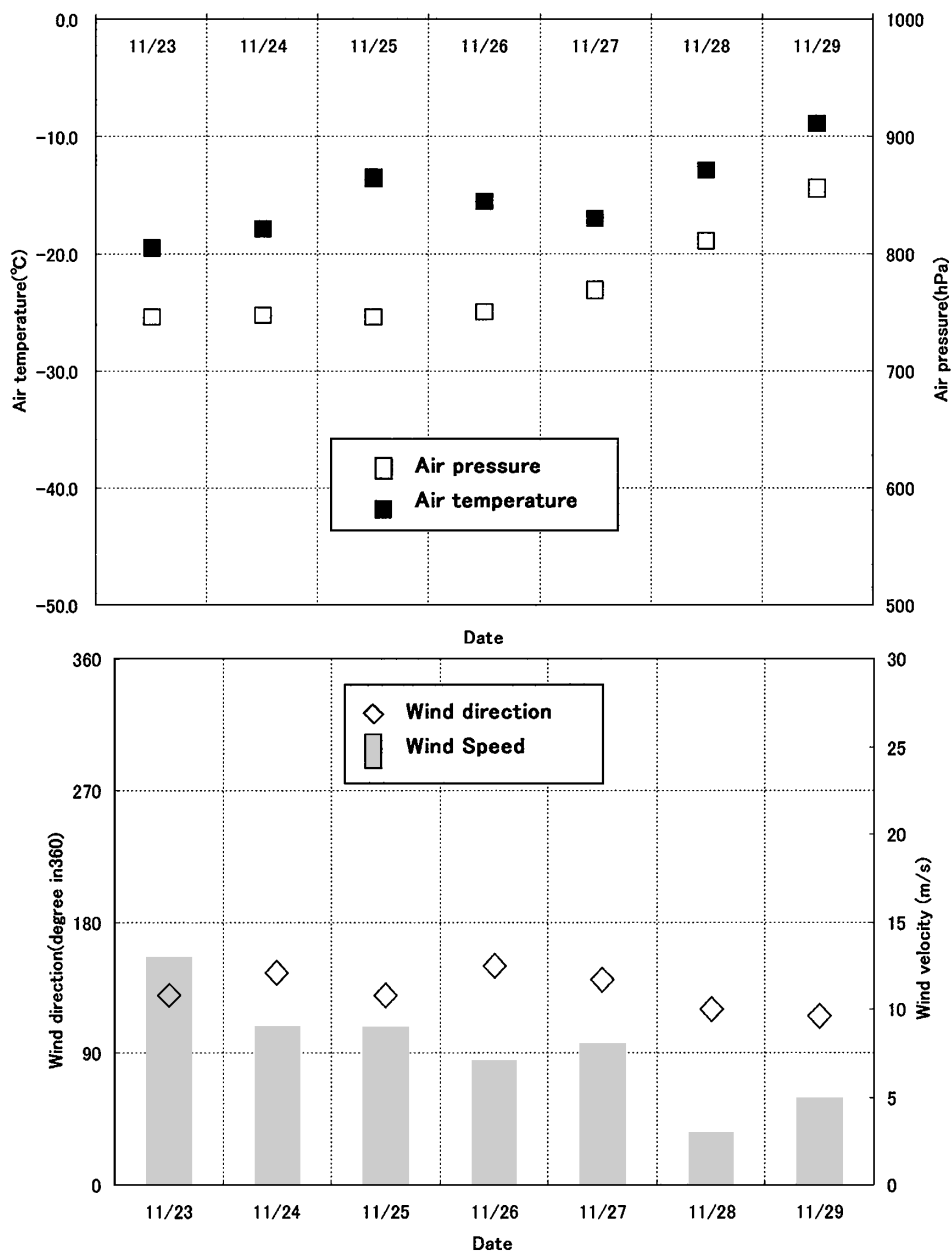 0.0
1000
11/23 11/24 11/25 11/26 11/27 11/28 11/29
-10.0
900
-20.0
800
-30.0
700
-40.0
600
-50.0
500
Air temperature(℃)
Air pressure(hPa)
Air pressure
Air temperature
Date
360
30
Wind direction
Wind Speed
25
270
20
180
15
10
90
5
0
0
Wind direction(degree in360)
Wind velocity (m/s)
11/23 11/24 11/25 11/26 11/27 11/28 11/29
Date